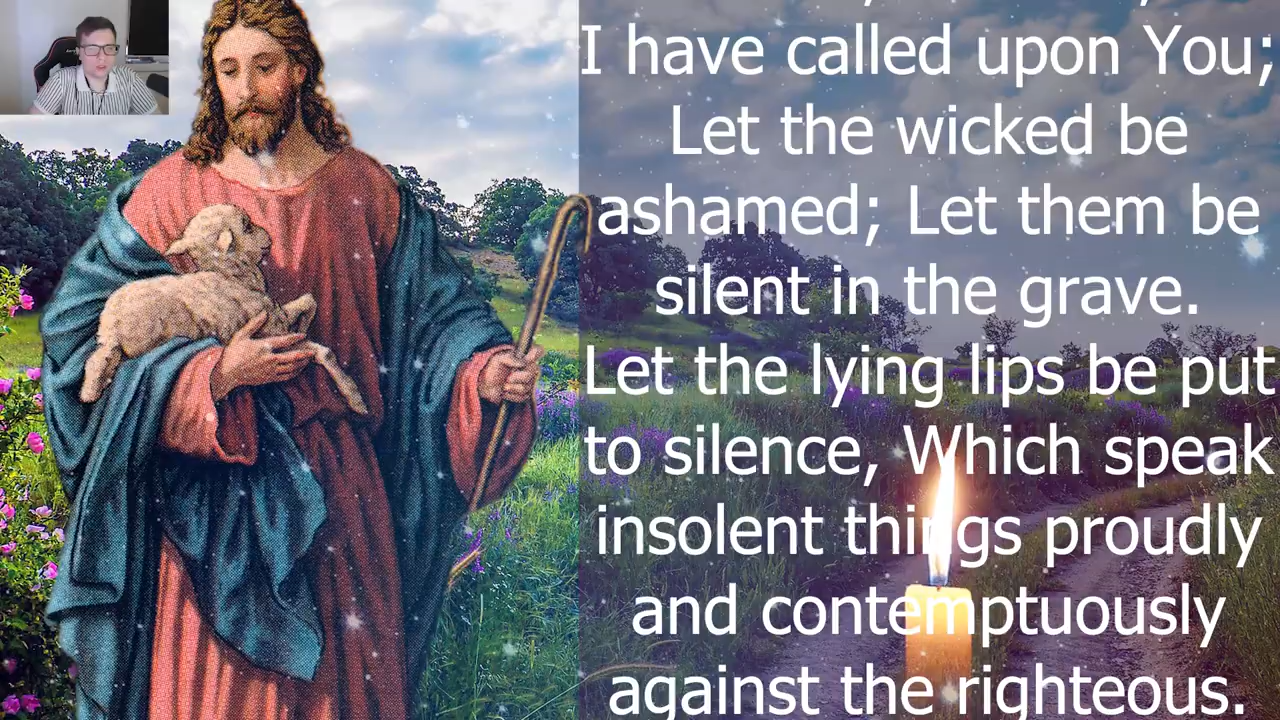 I have called upon You;
Let the wicked be
ashamed; Let them be
silent in the grave.
Let the lying lips be put
to silence, Which speak
insolent things proudly
and contemptuously
against the righteous.